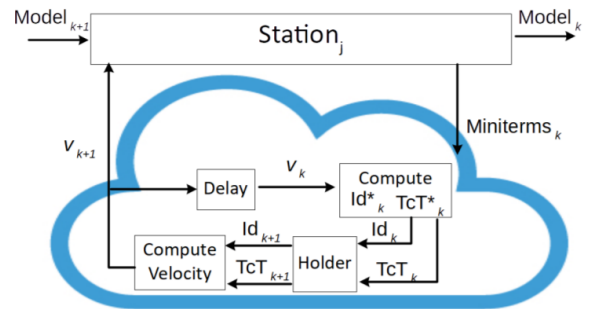 Model k+1
Station j
Model k
Miniterms k
v k+1
Delay
v k
Compute
Id* k TcT* k
Id k+1
Id k
Compute
Velocity
Holder
TcT k+1
TcT k